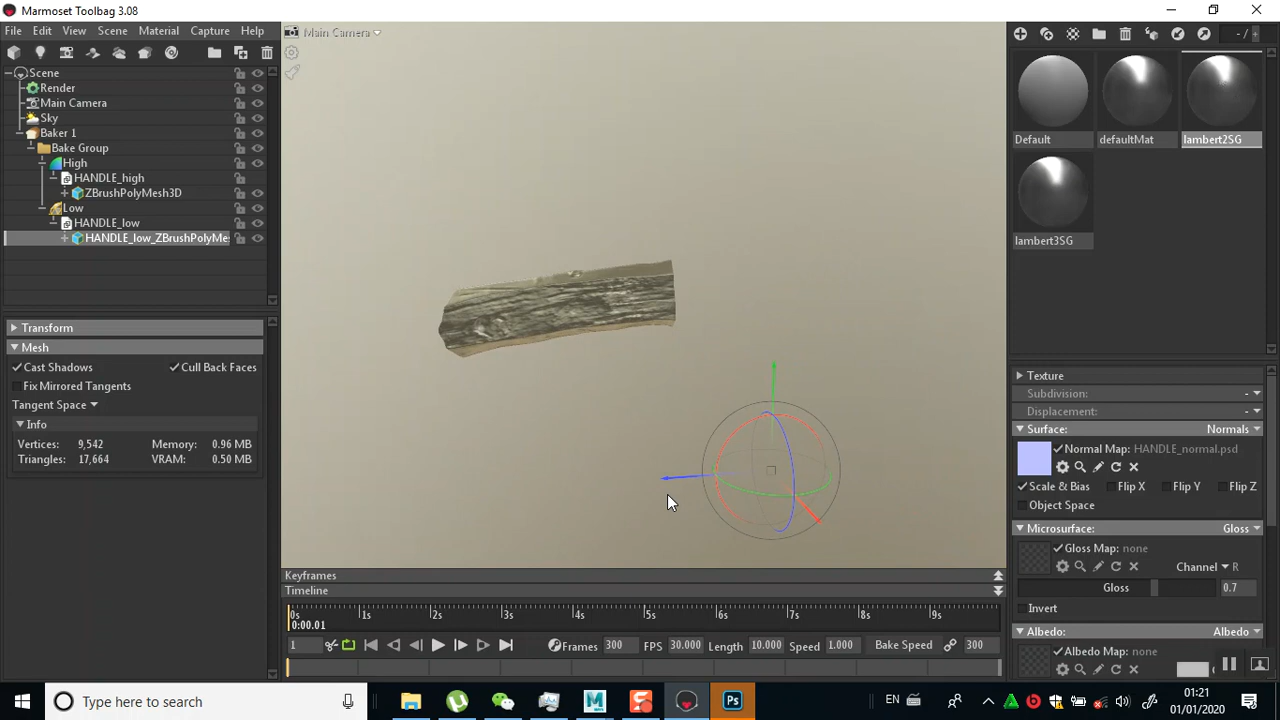 Marmoset Toolbag 3.08
File Edit View Scene Material Capture Help
Main Camera
- / +
Scene
Render
Main Camera
Sky
Baker 1
Bake Group
High
HANDLE_high
ZBrushPolyMesh3D
Low
HANDLE_low
HANDLE_low_ZBrushPolyMe
Transform
Mesh
Cast Shadows Cull Back Faces
Fix Mirrored Tangents
Tangent Space
Info
Vertices: 9,542 Memory: 0.96 MB
Triangles: 17,664 VRAM: 0.50 MB
Default defaultMat lambert2SG
lambert3SG
Texture
Subdivision: -
Displacement: -
Surface: Normals
Normal Map: HANDLE_normal.psd
Scale & Bias Flip X Flip Y Flip Z
Object Space
Microsurface: Gloss
Gloss Map: none
Channel R
Gloss 0.7
Invert
Albedo: Albedo
Albedo Map: none
Keyframes
Timeline
0s 1s 2s 3s 4s 5s 6s 7s 8s 9s
0:00.01
1 Frames 300 FPS 30.000 Length 10.000 Speed 1.000 Bake Speed 300
Type here to search
Ps
EN
01:21
01/01/2020